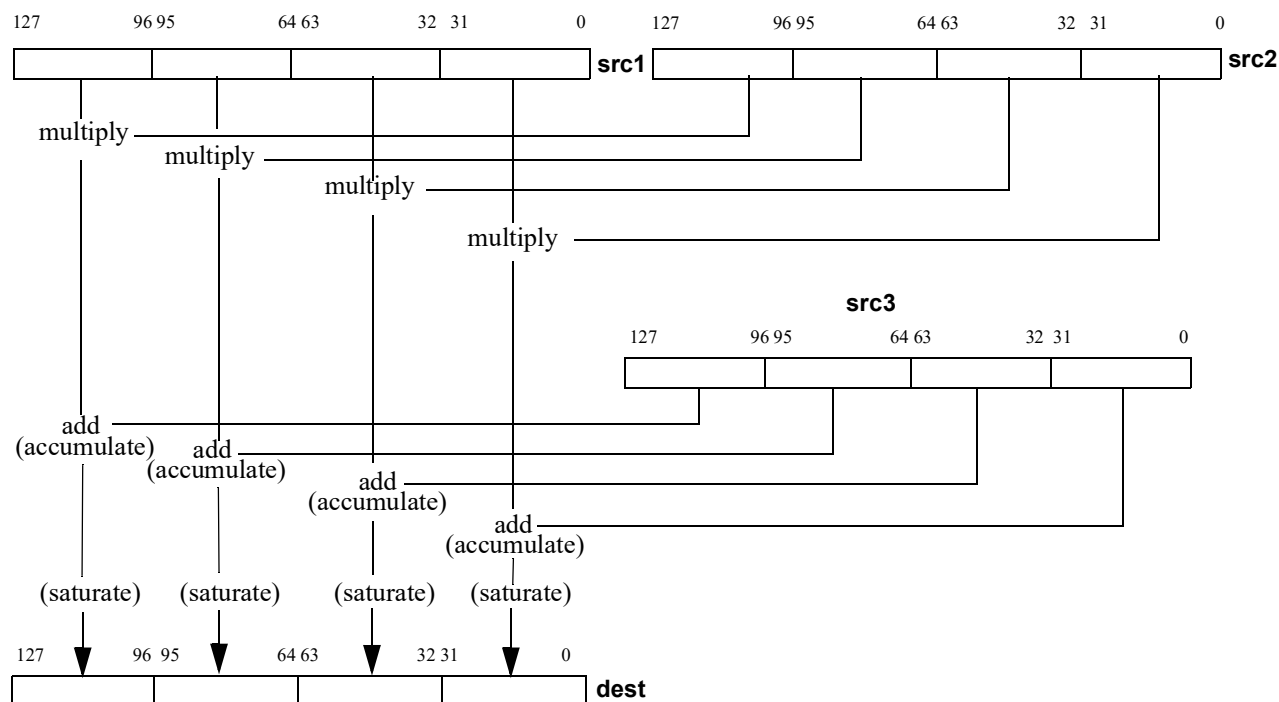 127 96 95 64 63 32 31 0 127 96 95 64 63 32 31 0
src1 src2
multiply
multiply
multiply
multiply
src3
127 96 95 64 63 32 31 0
add
(accumulate)
add
(accumulate)
add
(accumulate)
add
(accumulate)
(saturate) (saturate) (saturate) (saturate)
127 96 95 64 63 32 31 0
dest